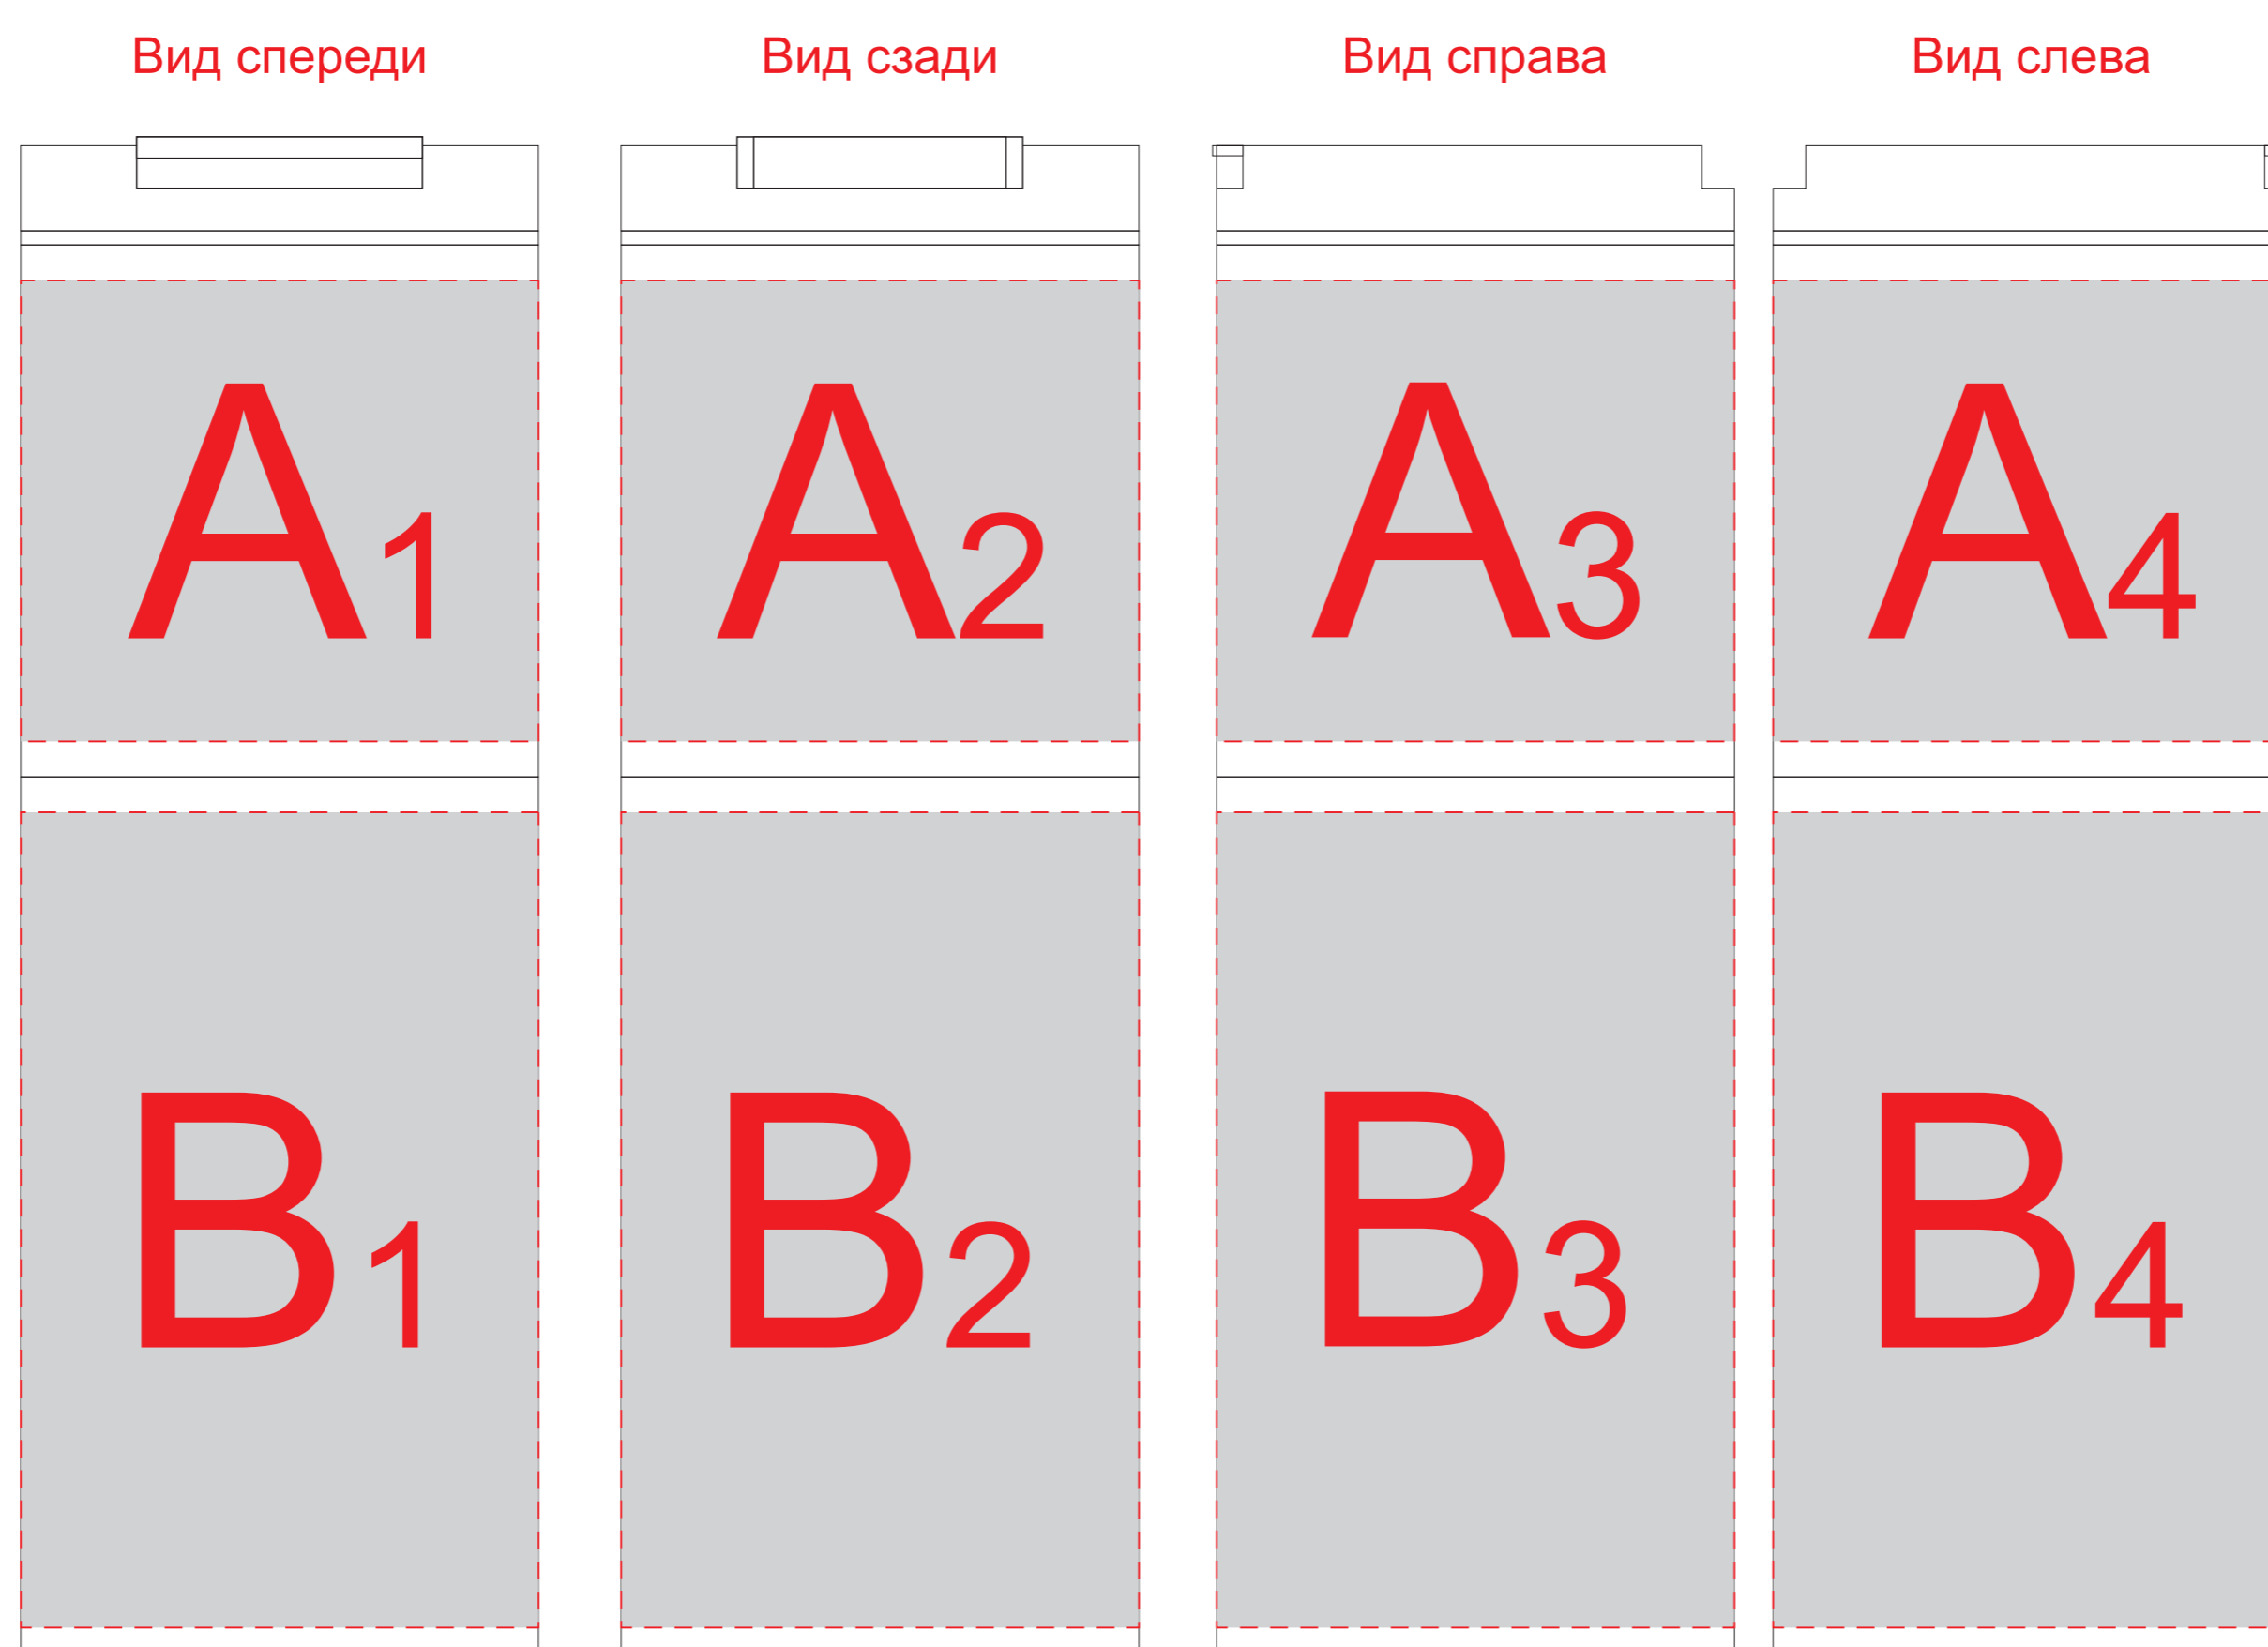 Вид спереди
Вид сзади
Вид справа
Вид слева
A1
A2
A3
A4
B1
B2
B3
B4